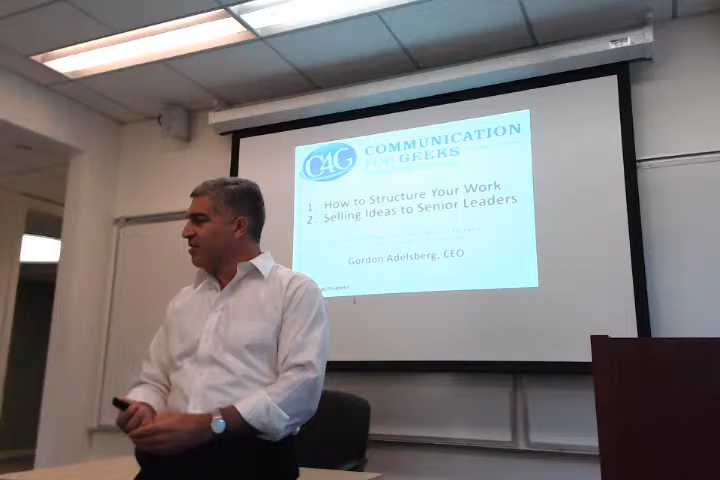 C4G
COMMUNICATION
FOR GEEKS
1. How to Structure Your Work
2. Selling Ideas to Senior Leaders
Gordon Adelsberg, CEO